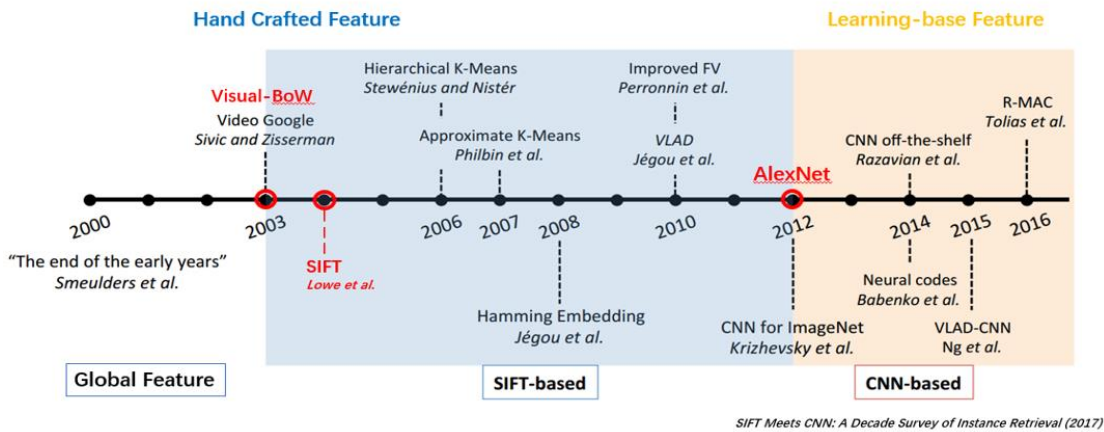 Hand Crafted Feature
Learning-base Feature
Visual-BoW
Video Google
Sivic and Zisserman
Hierarchical K-Means
Stewénius and Nistér
Approximate K-Means
Philbin et al.
Improved FV
Perronnin et al.
VLAD
Jégou et al.
AlexNet
CNN off-the-shelf
Razavian et al.
R-MAC
Tolias et al.
2000
2003
2006
2007
2008
2010
2012
2014
2015
2016
"The end of the early years"
Smeulders et al.
SIFT
Lowe et al.
Hamming Embedding
Jégou et al.
CNN for ImageNet
Krizhevsky et al.
Neural codes
Babenko et al.
VLAD-CNN
Ng et al.
Global Feature
SIFT-based
CNN-based
SIFT Meets CNN: A Decade Survey of Instance Retrieval (2017)